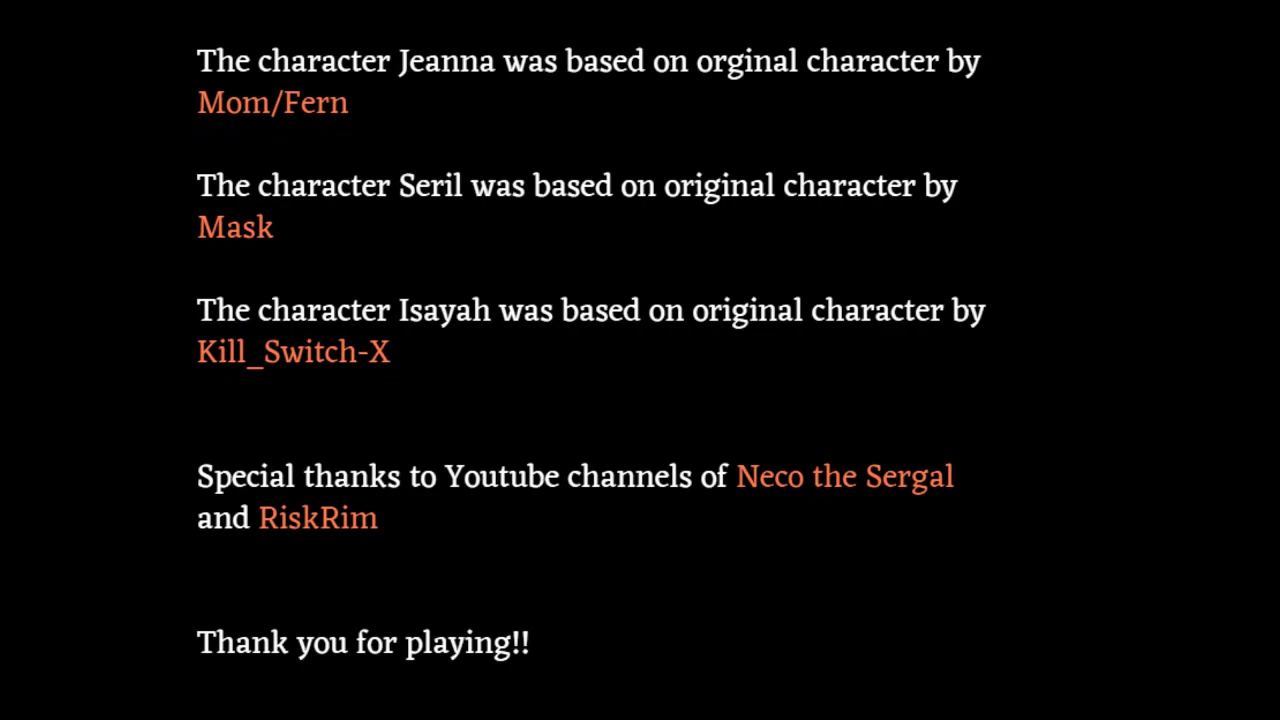 The character Jeanna was based on orginal character by
Mom/Fern
The character Seril was based on original character by
Mask
The character Isayah was based on original character by
Kill_Switch-X
Special thanks to Youtube channels of Neco the Sergal
and RiskRim
Thank you for playing!!